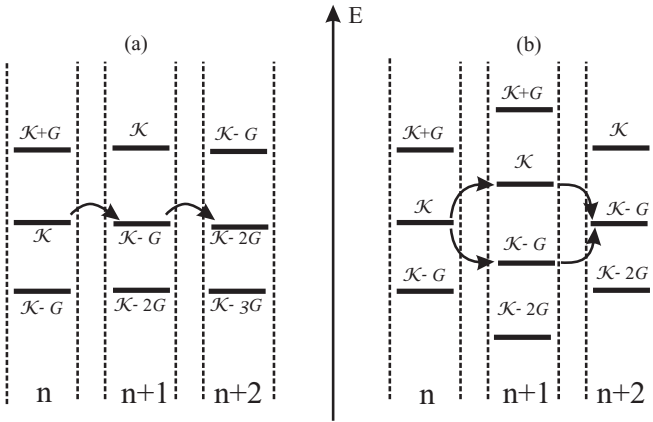 (a)
E
(b)
𝒦+G
𝒦
𝒦- G
𝒦
𝒦- G
𝒦- 2G
𝒦- G
𝒦- 2G
𝒦- 3G
n
n+1
n+2
𝒦+G
𝒦+G
𝒦
𝒦
𝒦
𝒦- G
𝒦- G
𝒦- G
𝒦- 2G
𝒦- 2G
n
n+1
n+2